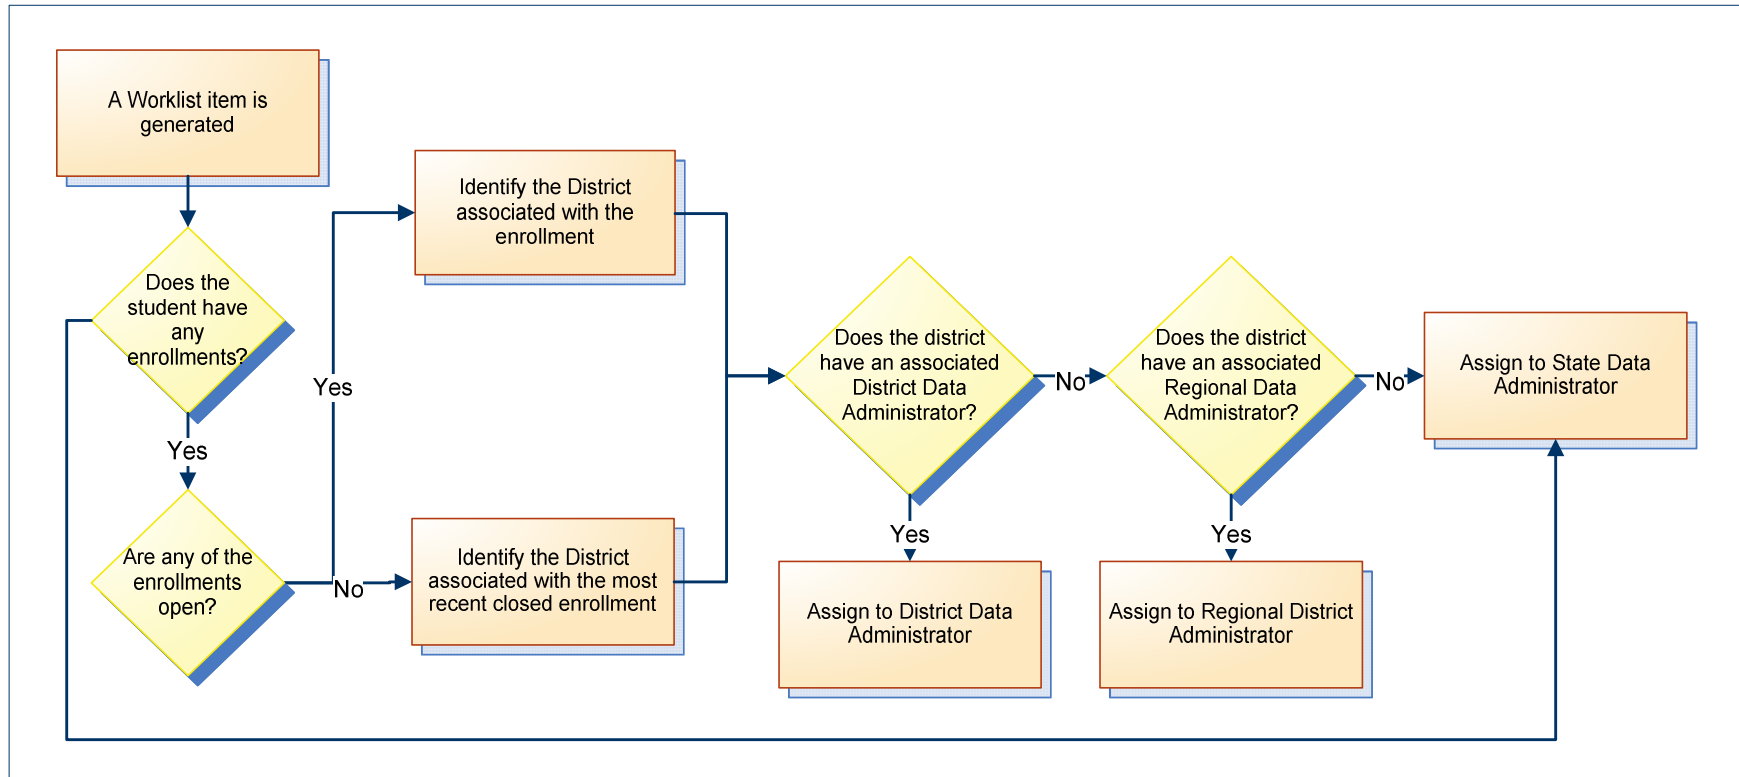 A Worklist item is
generated
Does the
student have
any
enrollments?
Yes
Are any of the
enrollments
open?
Yes
No
Identify the District
associated with the
enrollment
Identify the District
associated with the most
recent closed enrollment
Does the district
have an associated
District Data
Administrator?
No
Yes
Assign to District Data
Administrator
Does the district
have an associated
Regional Data
Administrator?
No
Yes
Assign to Regional District
Administrator
Assign to State Data
Administrator